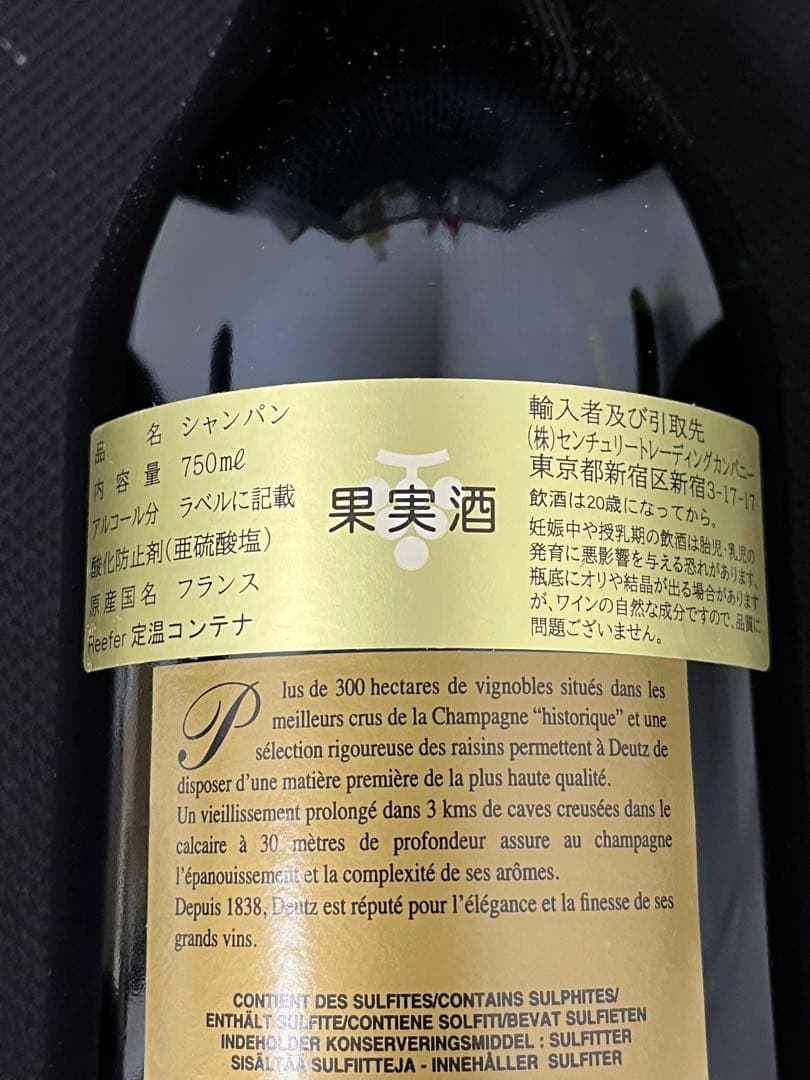 品名 シャンパン
内容量 750mℓ
アルコール分 ラベルに記載
酸化防止剤(亜硫酸塩)
原産国名 フランス
Reefer 定温コンテナ
果実酒
輸入者及び引取先
(株)センチュリートレーディングカンパニー
東京都新宿区新宿3-17-17
飲酒は20歳になってから。
妊娠中や授乳期の飲酒は胎児・乳児の
発育に悪影響を与える恐れがあります。
瓶底にオリや結晶が出る場合があります
が、ワインの自然な成分ですので、品質に
問題ございません。
Plus de 300 hectares de vignobles situés dans les
meilleurs crus de la Champagne “historique” et une
sélection rigoureuse des raisins permettent à Deutz de
disposer d’une matière première de la plus haute qualité.
Un vieillissement prolongé dans 3 kms de caves creusées dans le
calcaire à 30 mètres de profondeur assure au champagne
l’épanouissement et la complexité de ses arômes.
Depuis 1838, Deutz est réputé pour l’élégance et la finesse de ses
grands vins.
CONTIENT DES SULFITES/CONTAINS SULPHITES/
ENTHÄLT SULFITE/CONTIENE SOLFITI/BEVAT SULFIETEN
INDEHOLDER KONSERVERINGSMIDDEL : SULFITTER
SISÄLTÄÄ SULFIITTEJA - INNEHÅLLER SULFITER